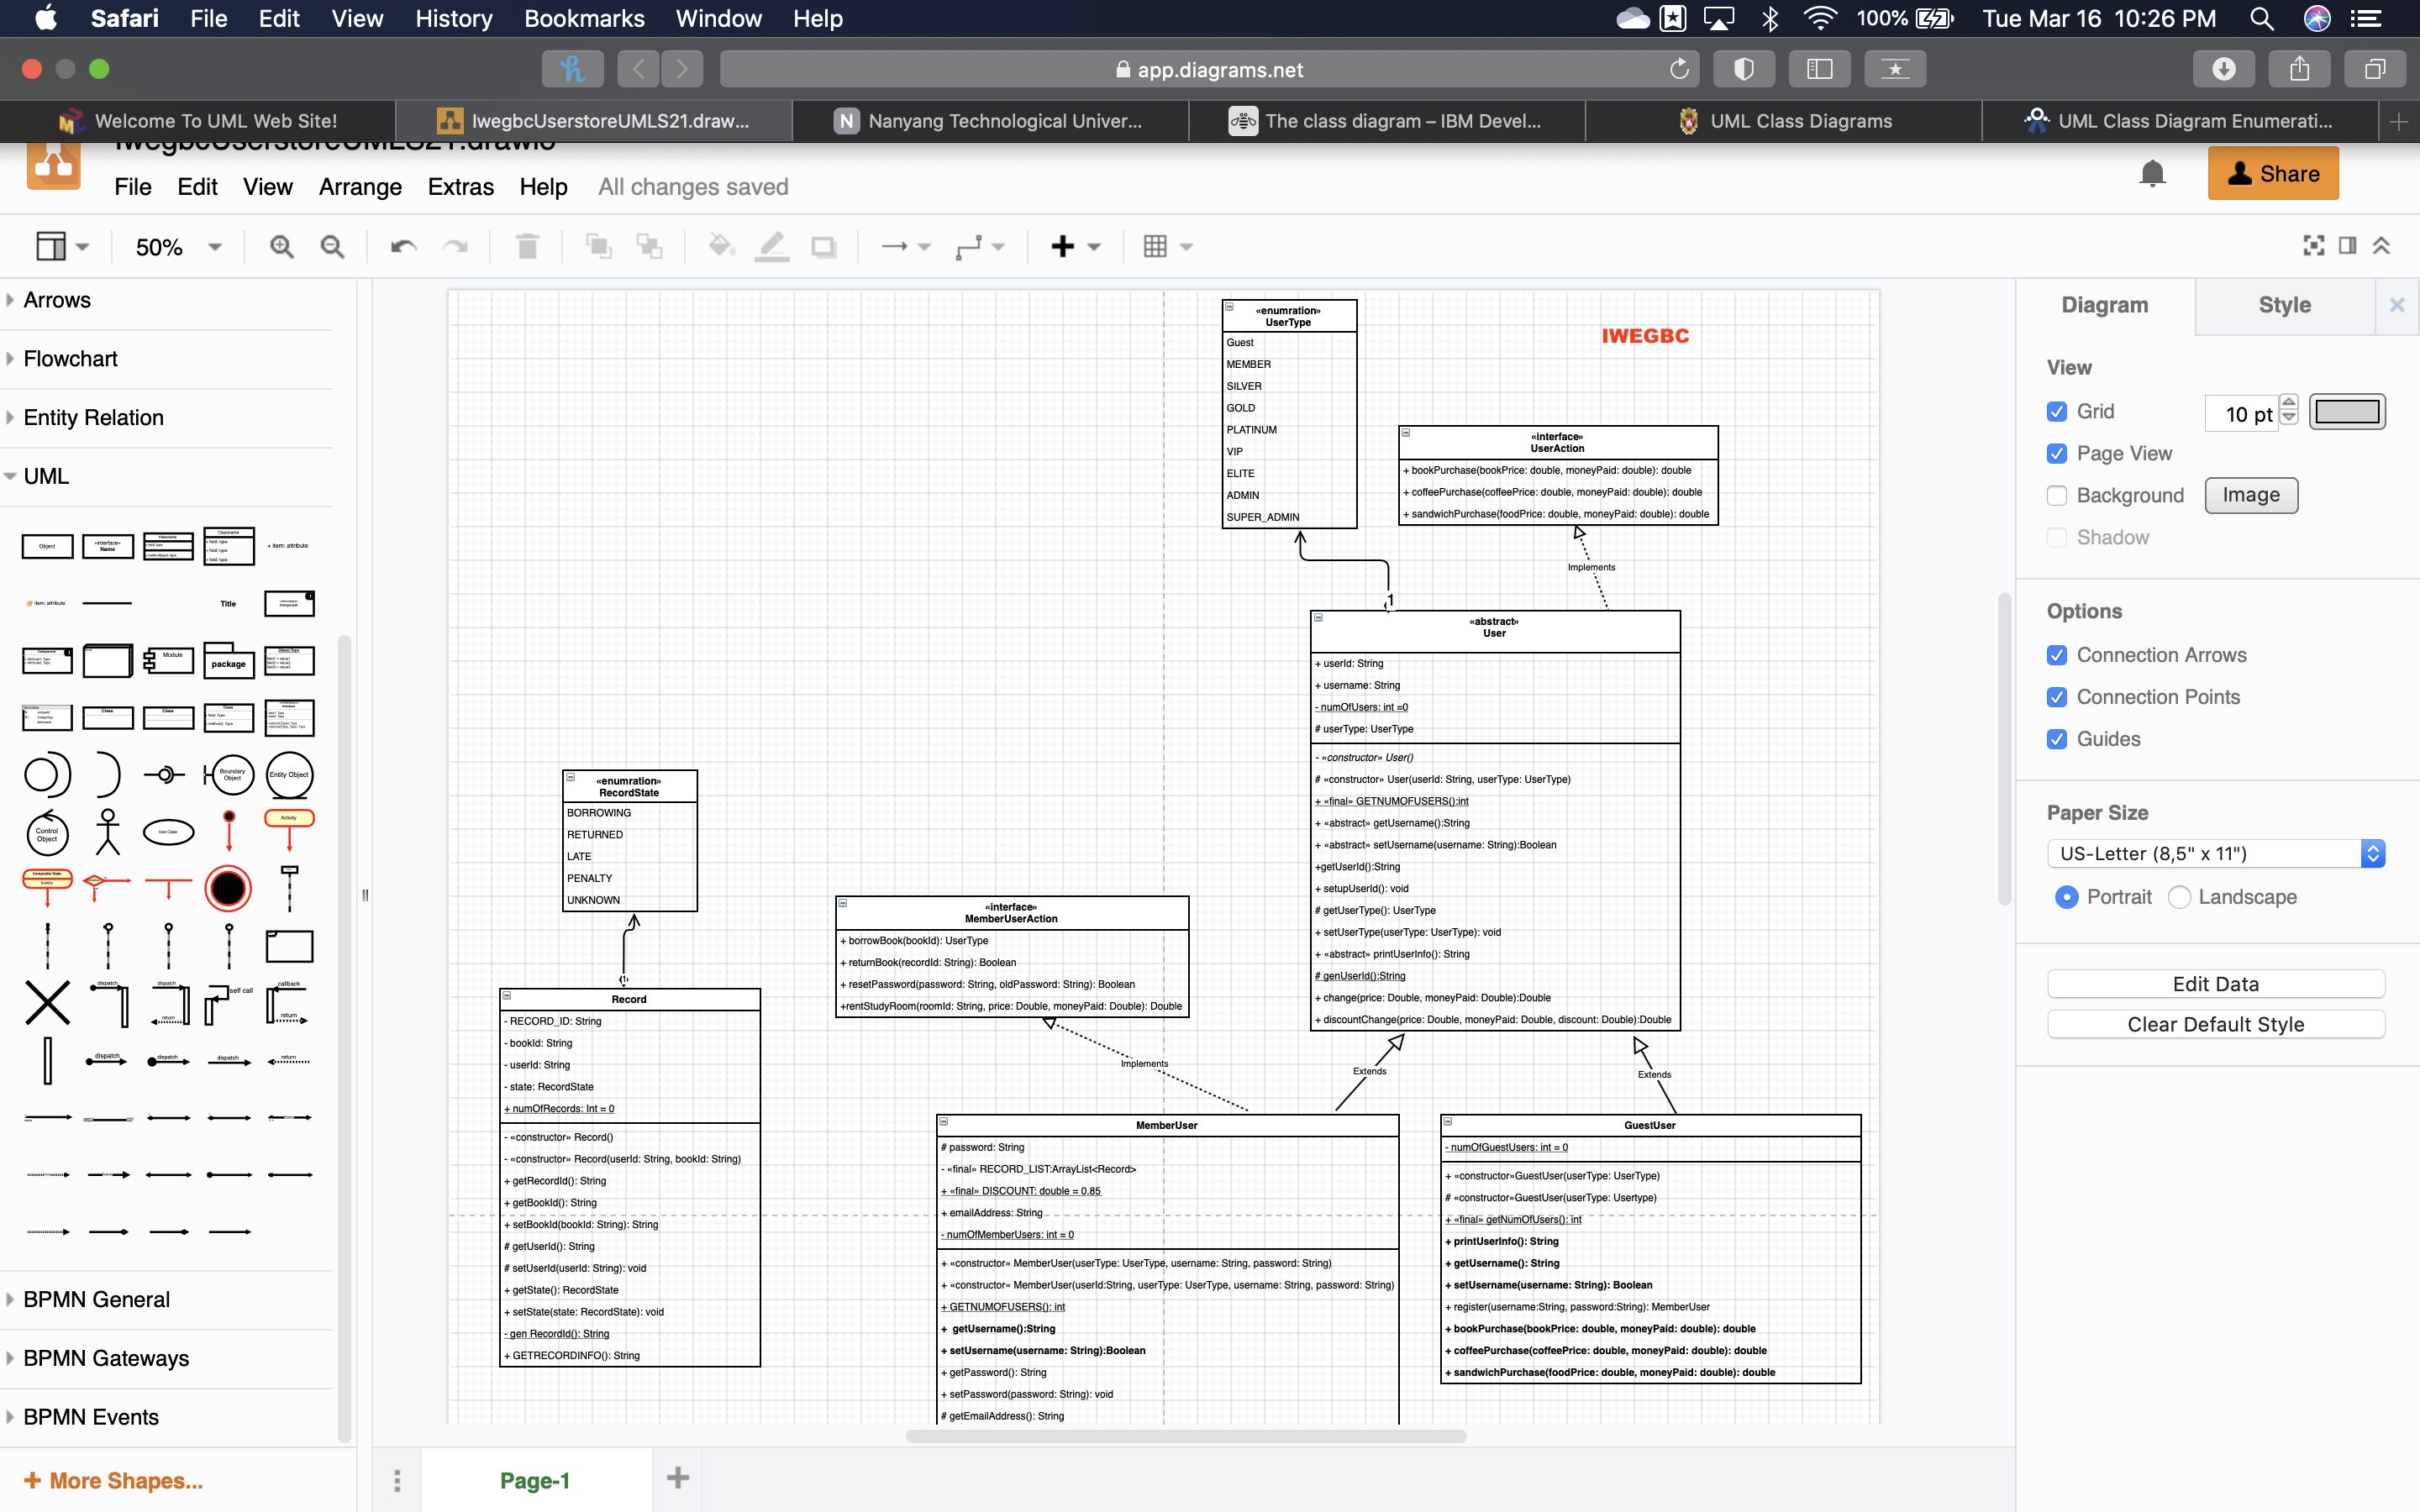 Safari File Edit View History Bookmarks Window Help 100% Tue Mar 16 10:26 PM
app.diagrams.net
Welcome To UML Web Site! IwegbcUserstoreUMLS21.draw... Nanyang Technological Univer... The class diagram – IBM Devel... UML Class Diagrams UML Class Diagram Enumerati...
IwegbcUserstoreUMLS21.drawio
File Edit View Arrange Extras Help All changes saved
Share
50%
Arrows
Flowchart
Entity Relation
UML
Object
«interface»
Name
Classname
+ item: attribute
item: attribute
Title
Module
package
Class
Class
Boundary
Object
Entity Object
Control
Object
Use Case
Activity
dispatch
dispatch
return
self call
callback
return
dispatch
dispatch
dispatch
return
BPMN General
BPMN Gateways
BPMN Events
+ More Shapes...
«enumration»
UserType
Guest
MEMBER
SILVER
GOLD
PLATINUM
VIP
ELITE
ADMIN
SUPER_ADMIN
IWEGBC
«interface»
UserAction
+ bookPurchase(bookPrice: double, moneyPaid: double): double
+ coffeePurchase(coffeePrice: double, moneyPaid: double): double
+ sandwichPurchase(foodPrice: double, moneyPaid: double): double
Implements
1
«abstract»
User
+ userId: String
+ username: String
- numOfUsers: int =0
# userType: UserType
- «constructor» User()
# «constructor» User(userId: String, userType: UserType)
+ «final» GETNUMOFUSERS():int
+ «abstract» getUsername():String
+ «abstract» setUsername(username: String):Boolean
+getUserId():String
+ setupUserId(): void
# getUserType(): UserType
+ setUserType(userType: UserType): void
+ «abstract» printUserInfo(): String
# genUserId():String
+ change(price: Double, moneyPaid: Double):Double
+ discountChange(price: Double, moneyPaid: Double, discount: Double):Double
«enumration»
RecordState
BORROWING
RETURNED
LATE
PENALTY
UNKNOWN
1
«interface»
MemberUserAction
+ borrowBook(bookId): UserType
+ returnBook(recordId: String): Boolean
+ resetPassword(password: String, oldPassword: String): Boolean
+rentStudyRoom(roomId: String, price: Double, moneyPaid: Double): Double
Implements
Extends
Extends
Record
- RECORD_ID: String
- bookId: String
- userId: String
- state: RecordState
+ numOfRecords: Int = 0
- «constructor» Record()
- «constructor» Record(userId: String, bookId: String)
+ getRecordId(): String
+ getBookId(): String
+ setBookId(bookId: String): String
# getUserId(): String
# setUserId(userId: String): void
+ getState(): RecordState
+ setState(state: RecordState): void
- gen RecordId(): String
+ GETRECORDINFO(): String
MemberUser
# password: String
- «final» RECORD_LIST:ArrayList<Record>
+ «final» DISCOUNT: double = 0.85
+ emailAddress: String
- numOfMemberUsers: int = 0
+ «constructor» MemberUser(userType: UserType, username: String, password: String)
+ «constructor» MemberUser(userId:String, userType: UserType, username: String, password: String)
+ GETNUMOFUSERS(): int
+ getUsername():String
+ setUsername(username: String):Boolean
+ getPassword(): String
+ setPassword(password: String): void
# getEmailAddress(): String
GuestUser
- numOfGuestUsers: int = 0
+ «constructor»GuestUser(userType: UserType)
# «constructor»GuestUser(userType: Usertype)
+ «final» getNumOfUsers(): int
+ printUserInfo(): String
+ getUsername(): String
+ setUsername(username: String): Boolean
+ register(username:String, password:String): MemberUser
+ bookPurchase(bookPrice: double, moneyPaid: double): double
+ coffeePurchase(coffeePrice: double, moneyPaid: double): double
+ sandwichPurchase(foodPrice: double, moneyPaid: double): double
Page-1
Diagram Style
View
Grid 10 pt
Page View
Background Image
Shadow
Options
Connection Arrows
Connection Points
Guides
Paper Size
US-Letter (8,5" x 11")
Portrait Landscape
Edit Data
Clear Default Style